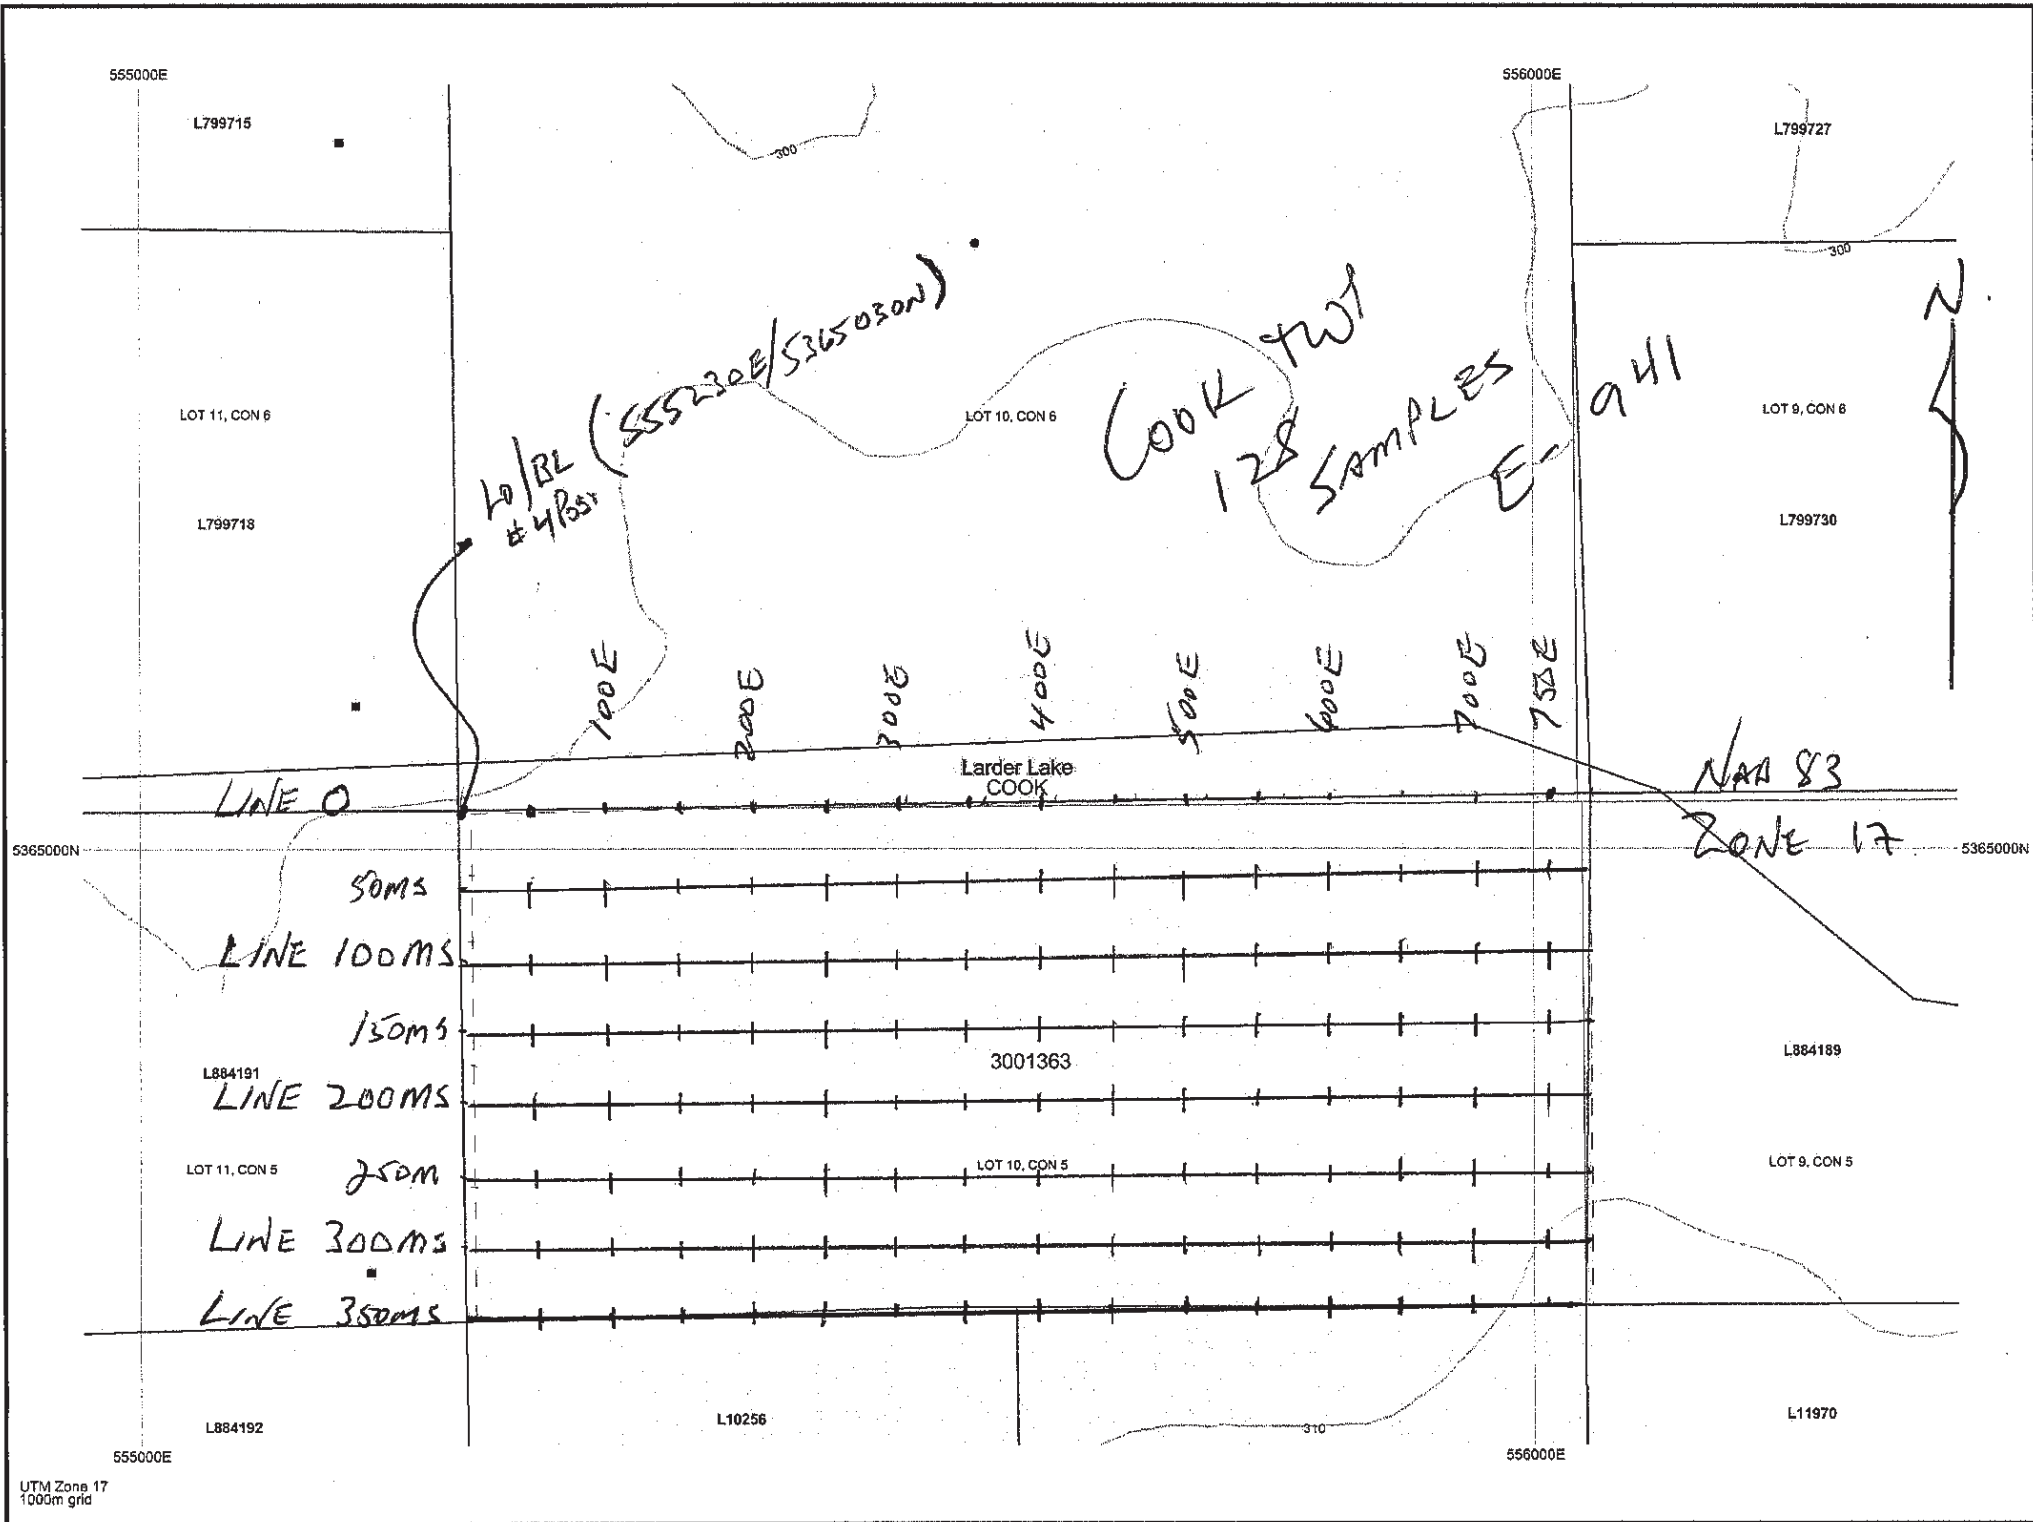 555000E
556000E
L799715
L799727
300
300
(555230E/5365030N)
COOK TWP
128 SAMPLES
E-941
N
LOT 11, CON 6
LOT 10, CON 6
LOT 9, CON 6
L0/BL
#4 Post
L799718
L799730
100E
200E
300E
400E
500E
600E
700E
750E
Larder Lake
COOK
NAD 83
ZONE 17
LINE 0
5365000N
5365000N
50MS
LINE 100MS
150MS
3001363
L884191
L884189
LINE 200MS
LOT 11, CON 5
250M
LOT 10, CON 5
LOT 9, CON 5
LINE 300MS
LINE 350MS
L884192
L10256
310
L11970
555000E
556000E
UTM Zone 17
1000m grid